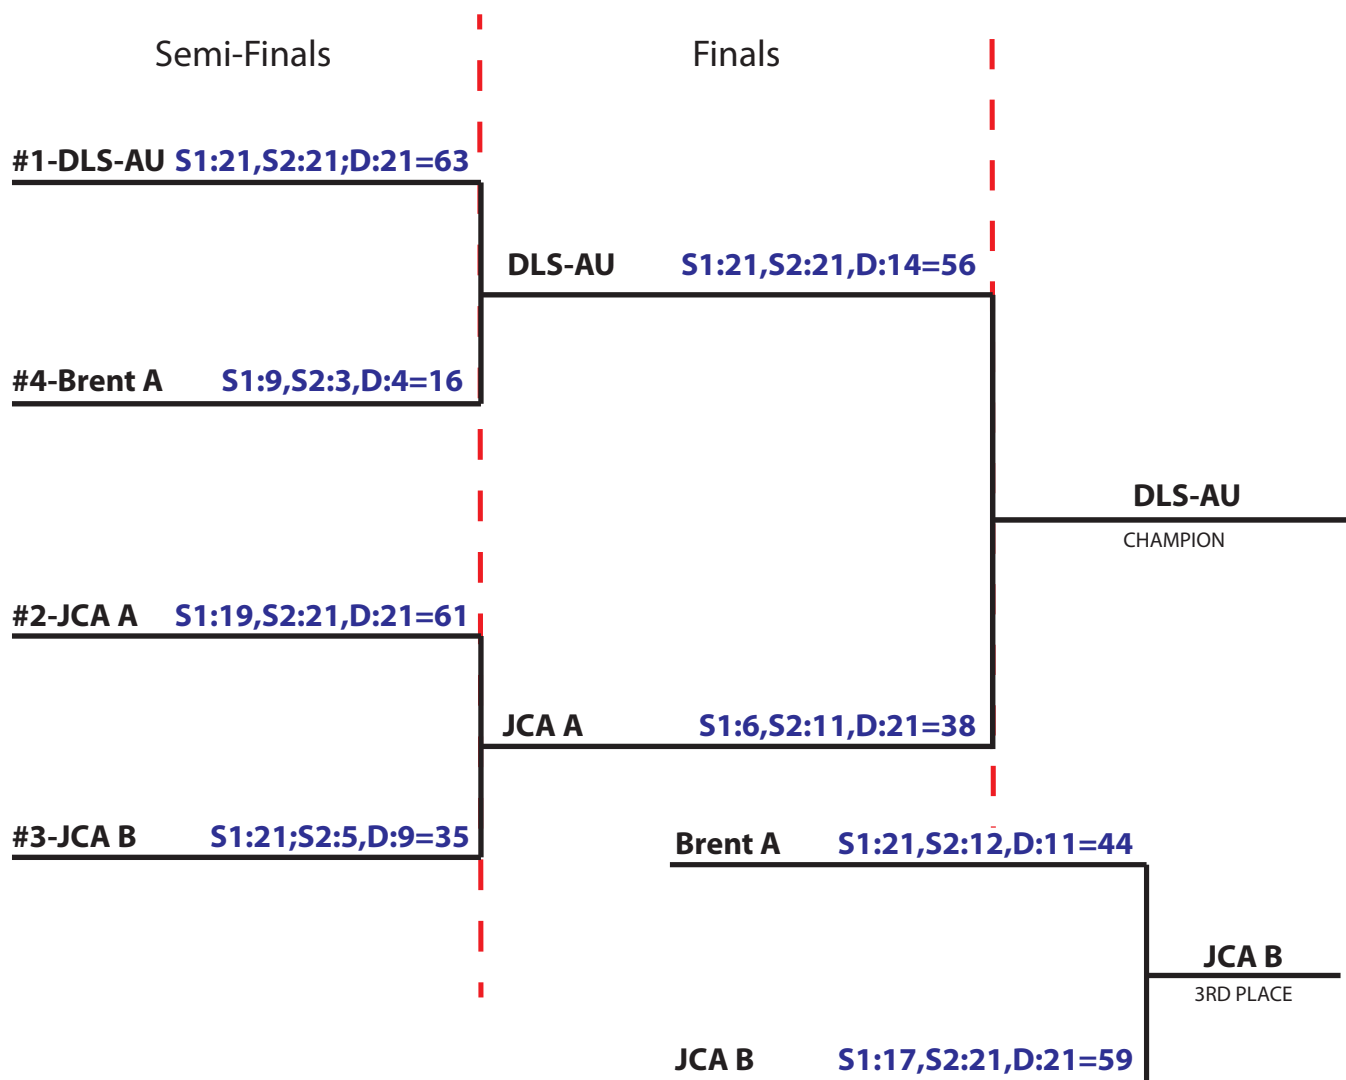 Semi-Finals
Finals
#1-DLS-AU S1:21,S2:21;D:21=63
DLS-AU S1:21,S2:21,D:14=56
#4-Brent A S1:9,S2:3,D:4=16
DLS-AU
CHAMPION
#2-JCA A S1:19,S2:21,D:21=61
JCA A S1:6,S2:11,D:21=38
#3-JCA B S1:21;S2:5,D:9=35
Brent A S1:21,S2:12,D:11=44
JCA B
3RD PLACE
JCA B S1:17,S2:21,D:21=59